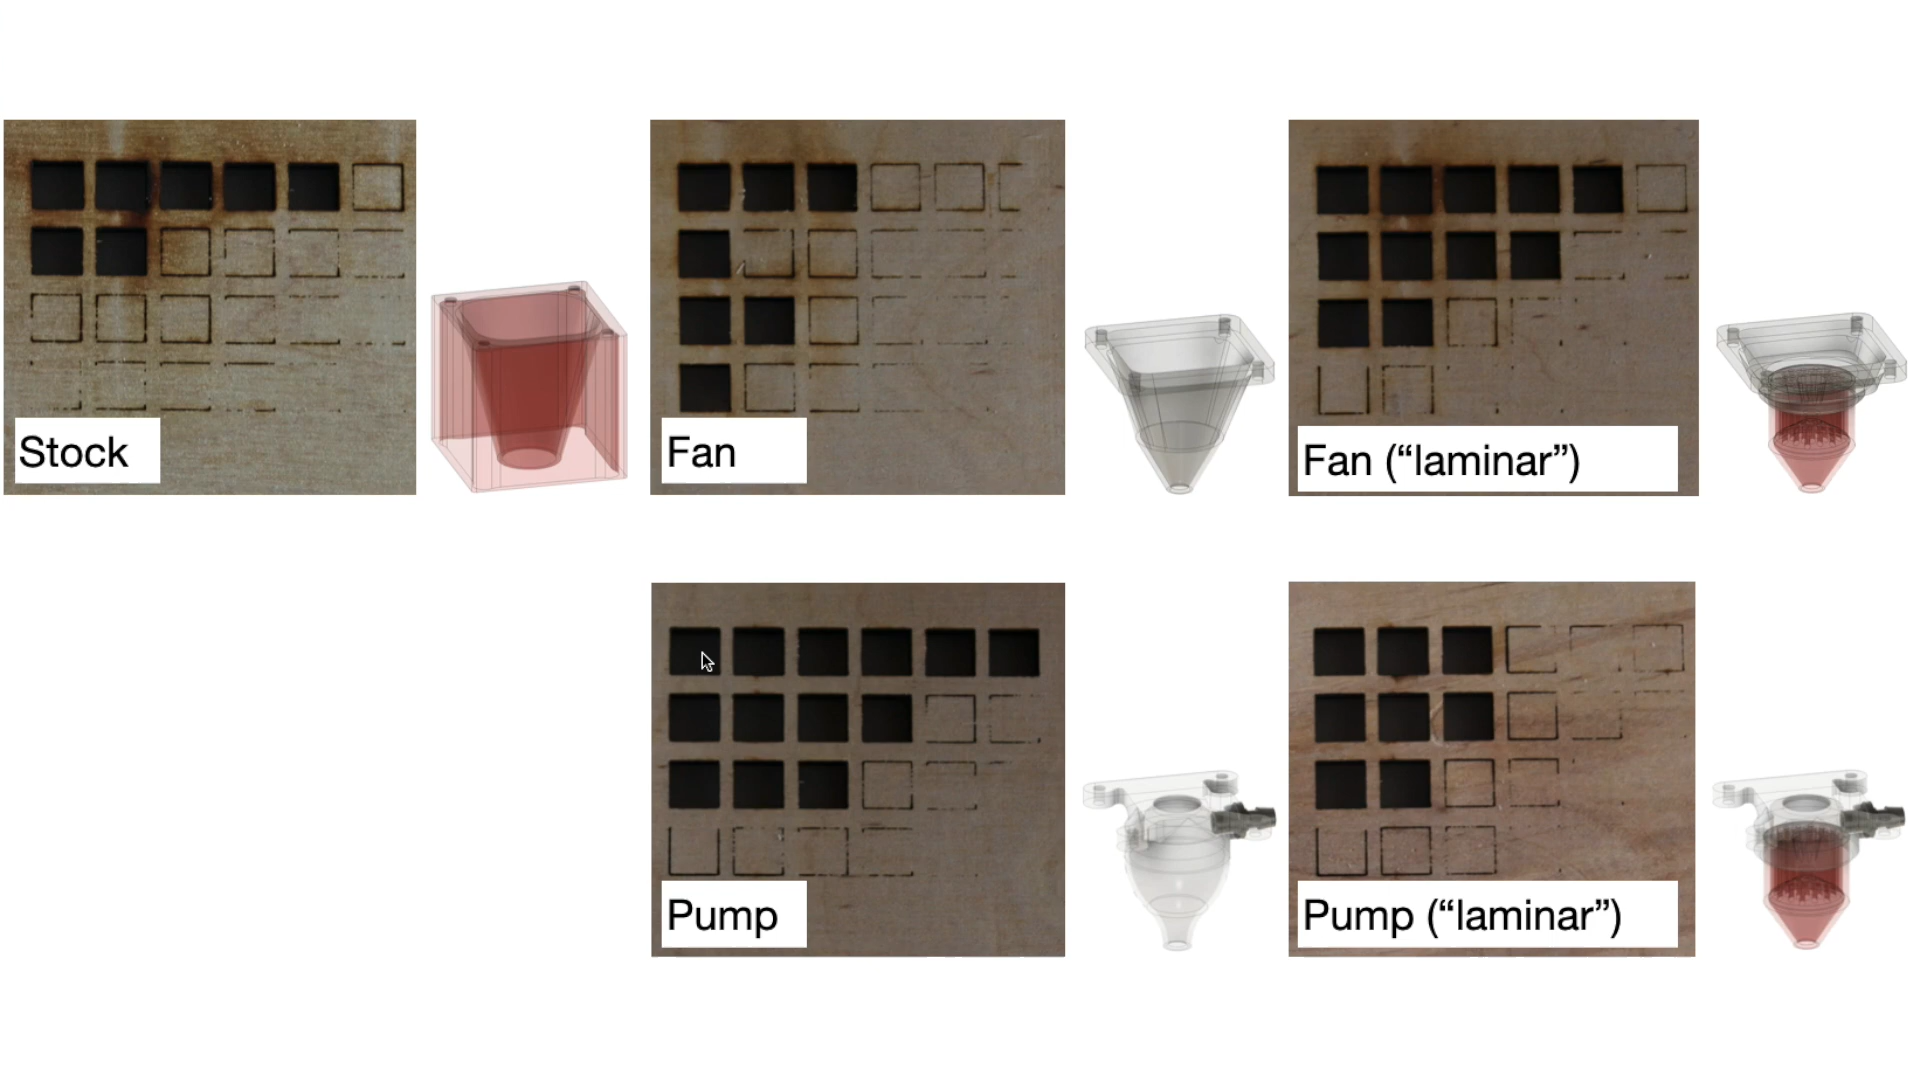 Stock
Fan
Fan (“laminar”)
Pump
Pump (“laminar”)